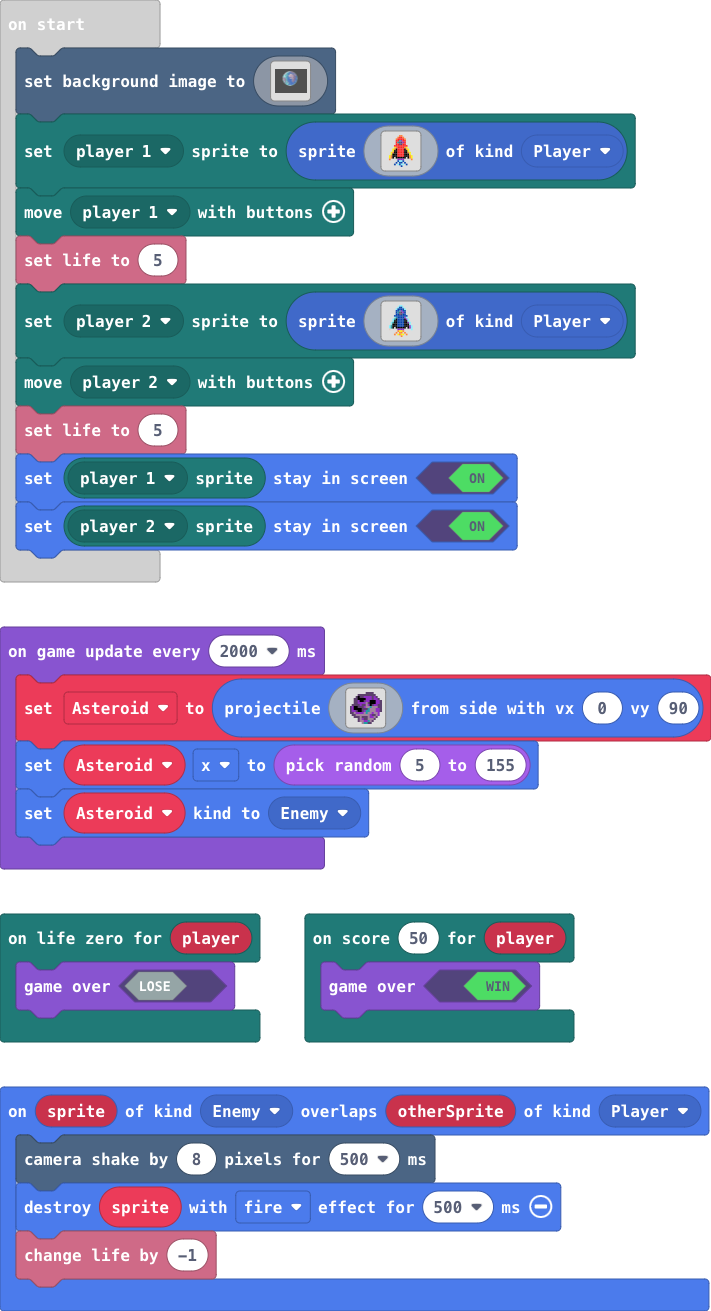 on start
set background image to
set player 1 sprite to sprite of kind Player
move player 1 with buttons
set life to 5
set player 2 sprite to sprite of kind Player
move player 2 with buttons
set life to 5
set player 1 sprite stay in screen ON
set player 2 sprite stay in screen ON
on game update every 2000 ms
set Asteroid to projectile from side with vx 0 vy 90
set Asteroid x to pick random 5 to 155
set Asteroid kind to Enemy
on life zero for player
game over LOSE
on score 50 for player
game over WIN
on sprite of kind Enemy overlaps otherSprite of kind Player
camera shake by 8 pixels for 500 ms
destroy sprite with fire effect for 500 ms
change life by -1